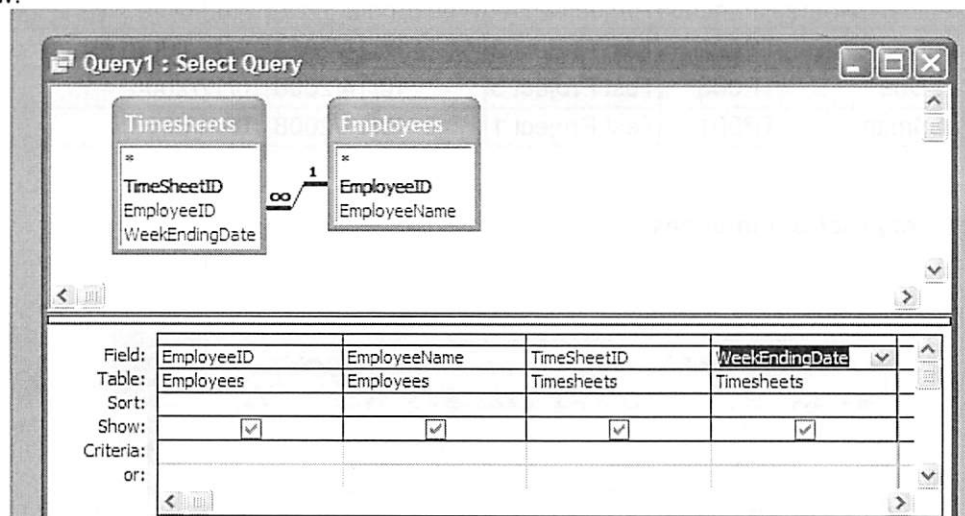 Query1 : Select Query
Timesheets Employees
* *
TimeSheetID EmployeeID
EmployeeID EmployeeName
WeekEndingDate
∞ 1
Field: EmployeeID EmployeeName TimeSheetID WeekEndingDate
Table: Employees Employees Timesheets Timesheets
Sort:
Show:
Criteria:
or: